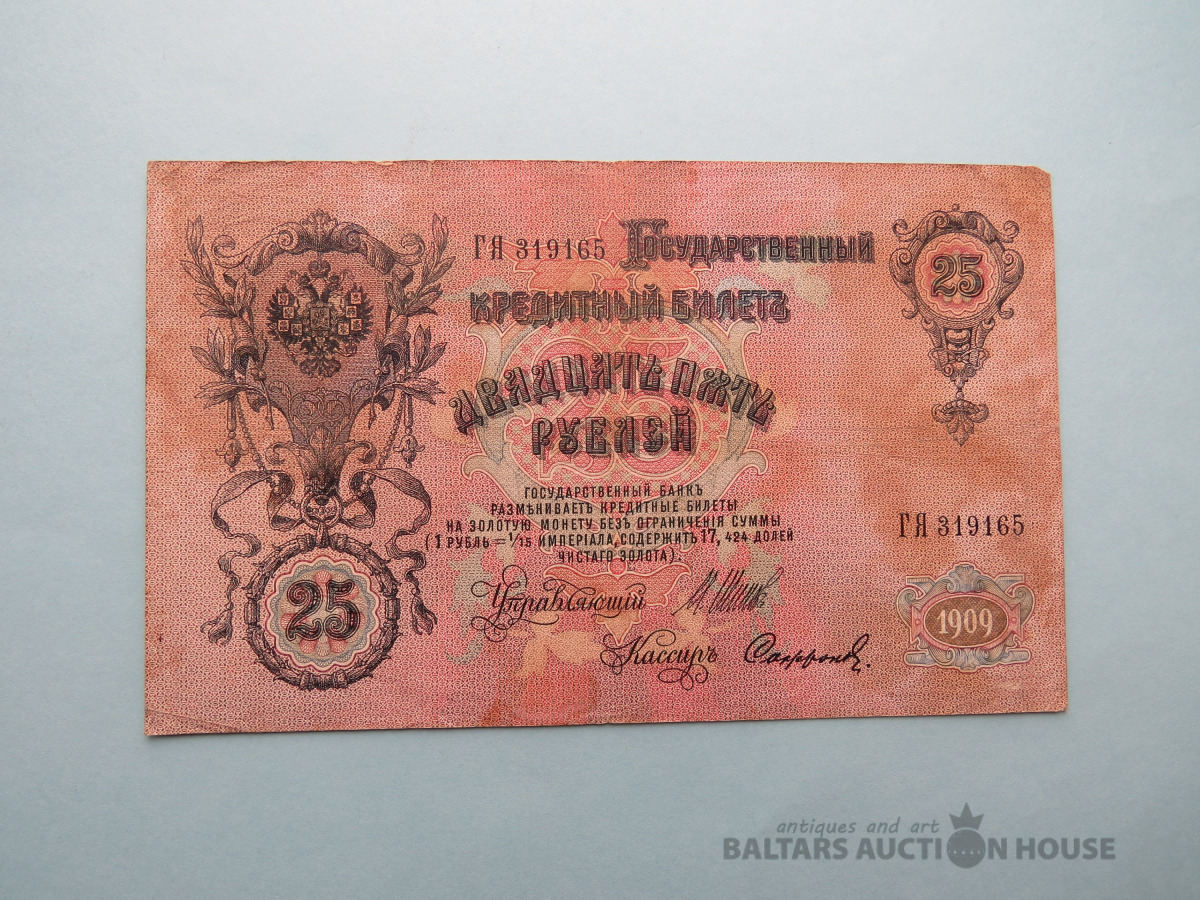 ГЯ 319165 Государственный
Кредитный Билетъ
25
25
Двадцать пять
Рублей
Государственный Банкъ
размѣниваетъ кредитные билеты
на золотую монету безъ ограниченія суммы
(1 рубль = 1/15 имперіала, содержитъ 17,424 долей
чистаго золота).
ГЯ 319165
Управляющій
25
1909
Кассиръ
antiques and art
BALTARS AUCTION HOUSE